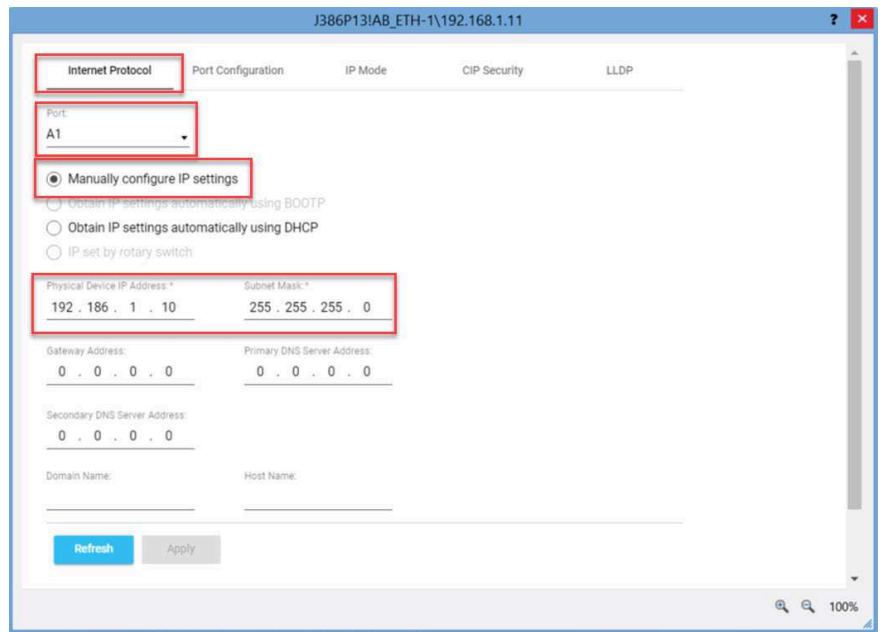 J386P13!AB_ETH-1\192.168.1.11 ?
Internet Protocol Port Configuration IP Mode CIP Security LLDP
Port:
A1
Manually configure IP settings
Obtain IP settings automatically using BOOTP
Obtain IP settings automatically using DHCP
IP set by rotary switch
Physical Device IP Address:* Subnet Mask:*
192 . 186 . 1 . 10 255 . 255 . 255 . 0
Gateway Address: Primary DNS Server Address:
0 . 0 . 0 . 0 0 . 0 . 0 . 0
Secondary DNS Server Address:
0 . 0 . 0 . 0
Domain Name: Host Name:
Refresh Apply
100%